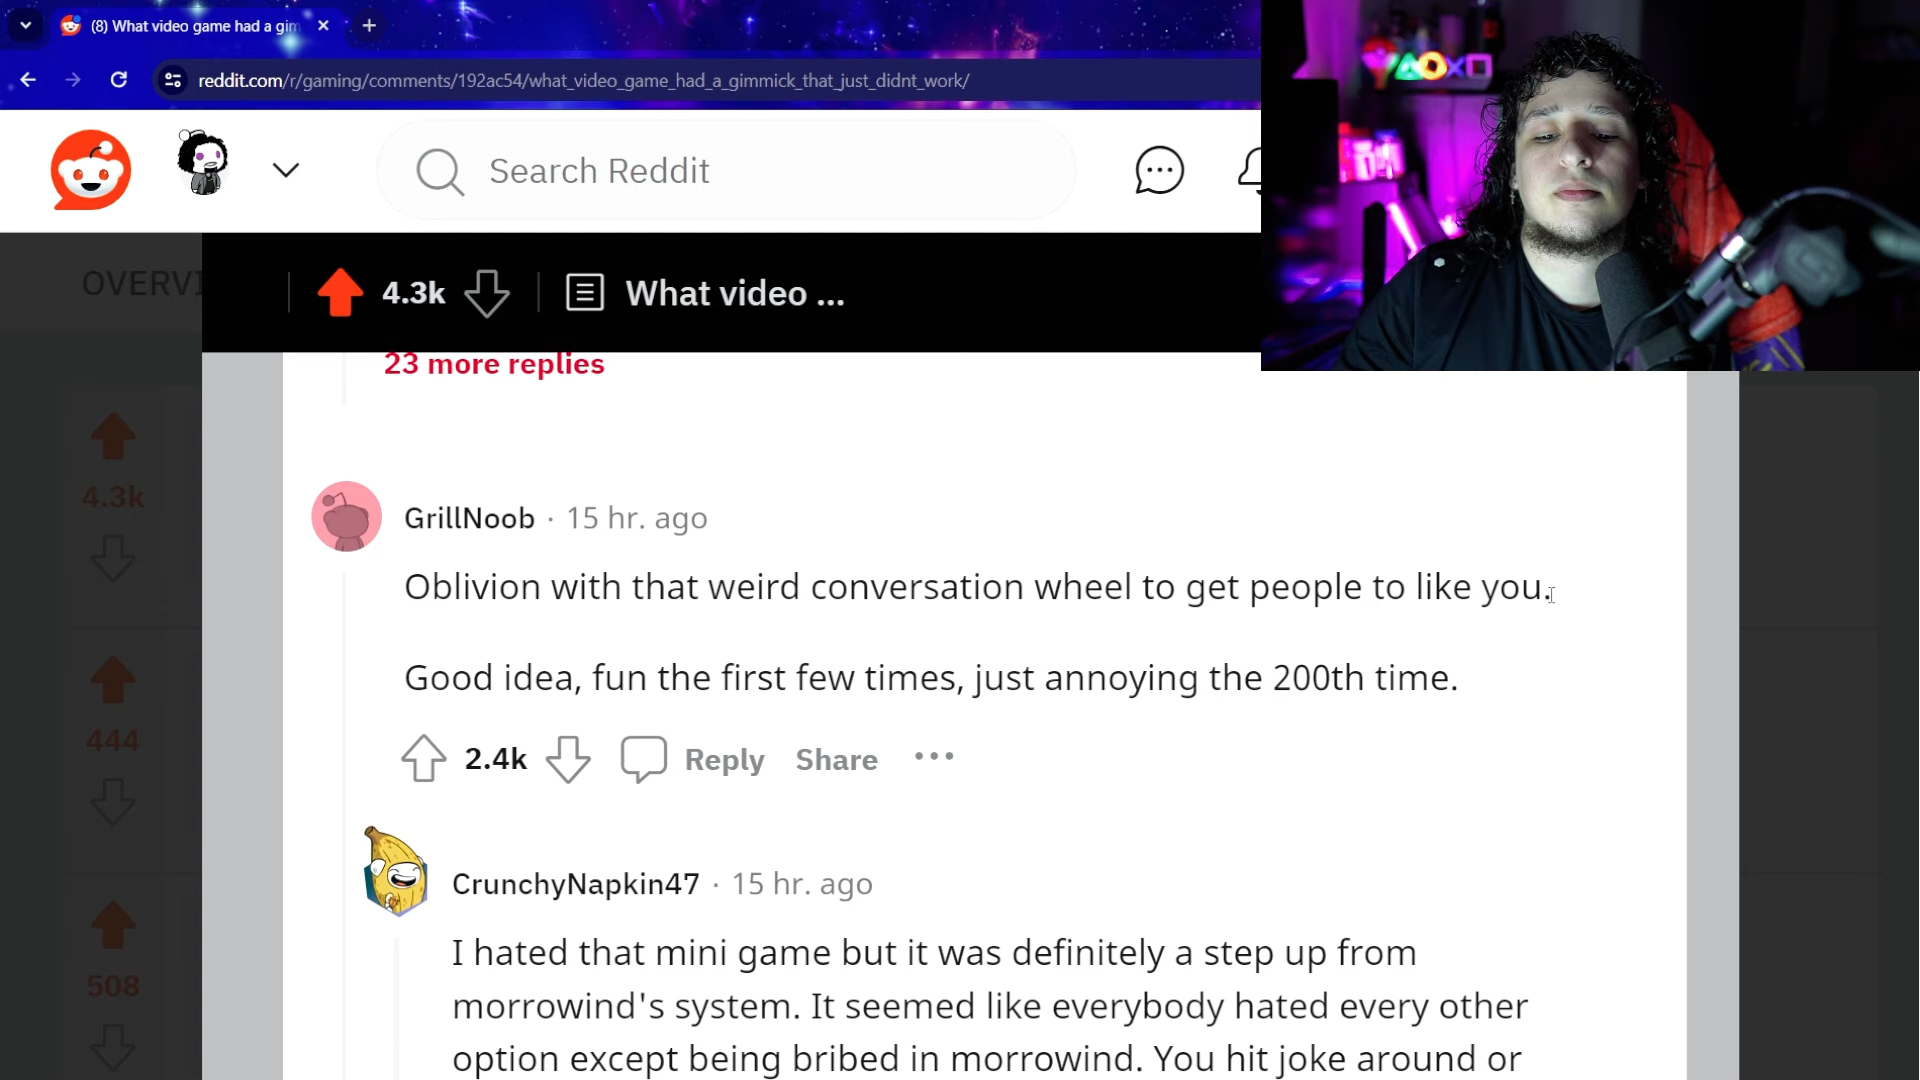 (8) What video game had a gim
reddit.com/r/gaming/comments/192ac54/what_video_game_had_a_gimmick_that_just_didnt_work/
Search Reddit
OVERVI
4.3k
What video ...
23 more replies
4.3k
444
508
GrillNoob · 15 hr. ago
Oblivion with that weird conversation wheel to get people to like you.
Good idea, fun the first few times, just annoying the 200th time.
2.4k Reply Share ...
CrunchyNapkin47 · 15 hr. ago
I hated that mini game but it was definitely a step up from
morrowind's system. It seemed like everybody hated every other
option except being bribed in morrowind. You hit joke around or